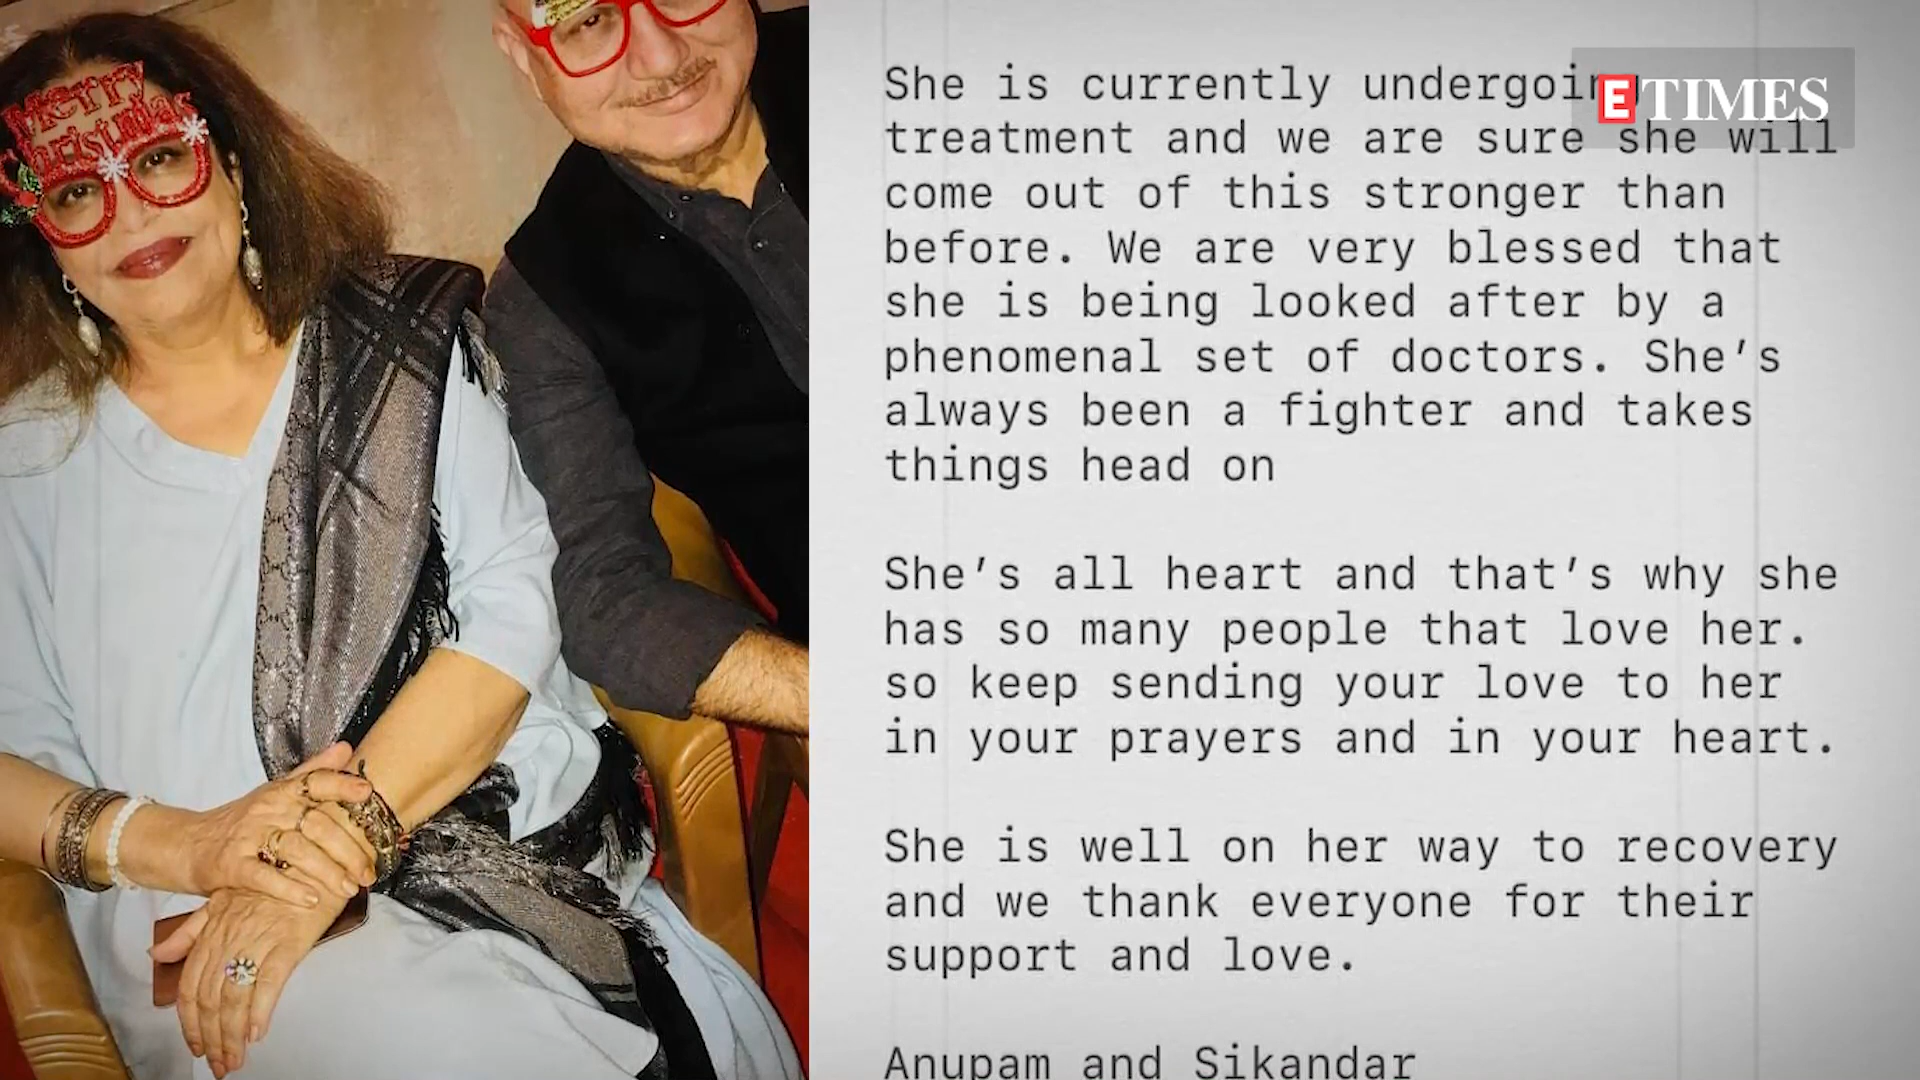 Merry
Christmas
ETIMES
She is currently undergoing
treatment and we are sure she will
come out of this stronger than
before. We are very blessed that
she is being looked after by a
phenomenal set of doctors. She’s
always been a fighter and takes
things head on
She’s all heart and that’s why she
has so many people that love her.
so keep sending your love to her
in your prayers and in your heart.
She is well on her way to recovery
and we thank everyone for their
support and love.
Anupam and Sikandar